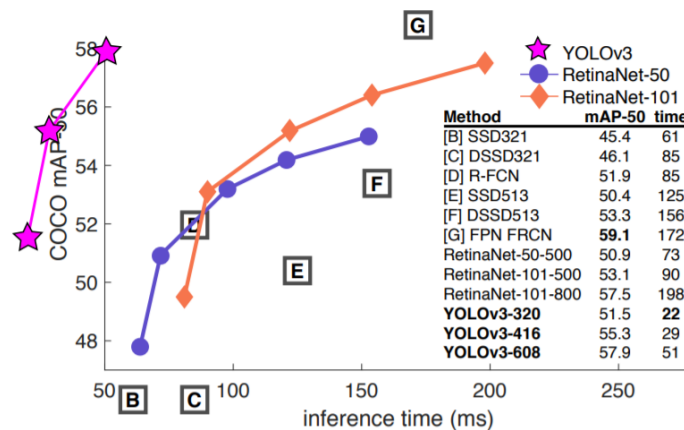 G
58
YOLOv3
RetinaNet-50
RetinaNet-101
56
Method mAP-50 time
[B] SSD321 45.4 61
[C] DSSD321 46.1 85
[D] R-FCN 51.9 85
[E] SSD513 50.4 125
[F] DSSD513 53.3 156
[G] FPN FRCN 59.1 172
RetinaNet-50-500 50.9 73
RetinaNet-101-500 53.1 90
RetinaNet-101-800 57.5 198
YOLOv3-320 51.5 22
YOLOv3-416 55.3 29
YOLOv3-608 57.9 51
COCO mAP-50
54
F
52
D
E
50
48
50 100 150 200 250
B C
inference time (ms)